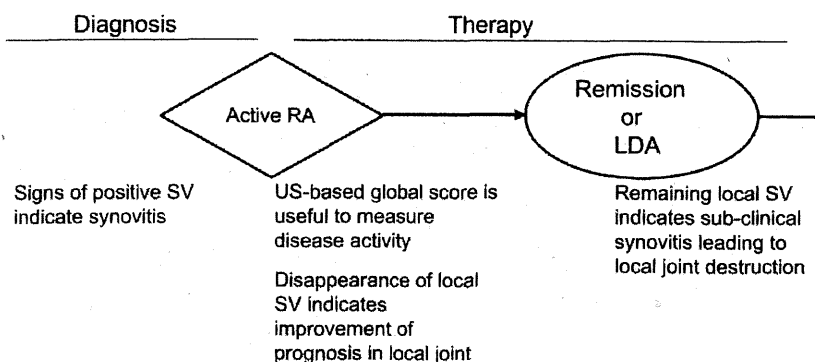 Diagnosis
Therapy
Active RA
Remission
or
LDA
Signs of positive SV
indicate synovitis
US-based global score is
useful to measure
disease activity
Disappearance of local
SV indicates
improvement of
prognosis in local joint
Remaining local SV
indicates sub-clinical
synovitis leading to
local joint destruction